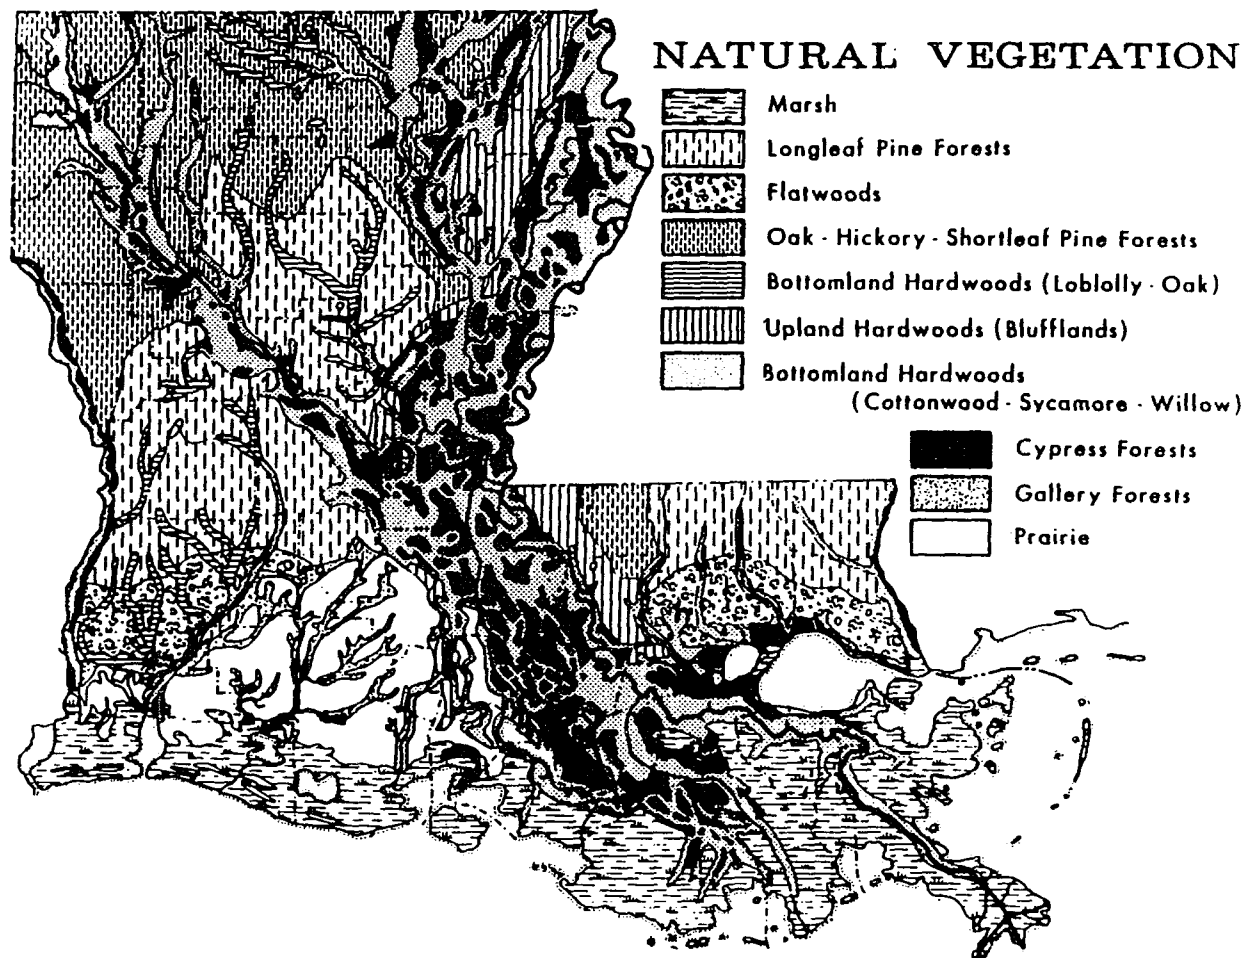 NATURAL VEGETATION
Marsh
Longleaf Pine Forests
Flatwoods
Oak - Hickory - Shortleaf Pine Forests
Bottomland Hardwoods (Loblolly - Oak)
Upland Hardwoods (Blufflands)
Bottomland Hardwoods
(Cottonwood - Sycamore - Willow)
Cypress Forests
Gallery Forests
Prairie